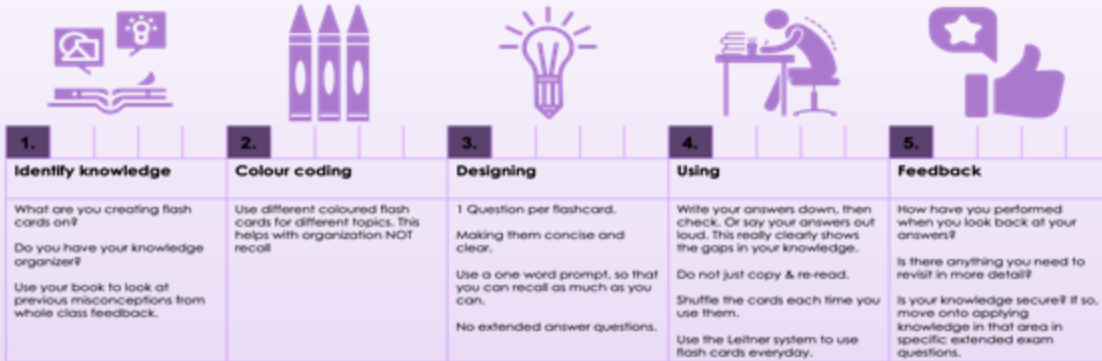 1.
Identify knowledge
What are you creating flash
cards on?
Do you have your knowledge
organizer?
Use your book to look at
previous misconceptions from
whole class feedback.
2.
Colour coding
Use different coloured flash
cards for different topics. This
helps with organization NOT
recall
3.
Designing
1 Question per flashcard.
Making them concise and
clear.
Use a one word prompt, so that
you can recall as much as you
can.
No extended answer questions.
4.
Using
Write your answers down, then
check. Or say your answers out
loud. This really clearly shows
the gaps in your knowledge.
Do not just copy & re-read.
Shuffle the cards each time you
use them.
Use the Leitner system to use
flash cards everyday.
5.
Feedback
How have you performed
when you look back at your
answers?
Is there anything you need to
revisit in more detail?
Is your knowledge secure? If so,
move onto applying
knowledge in that area in
specific extended exam
questions.